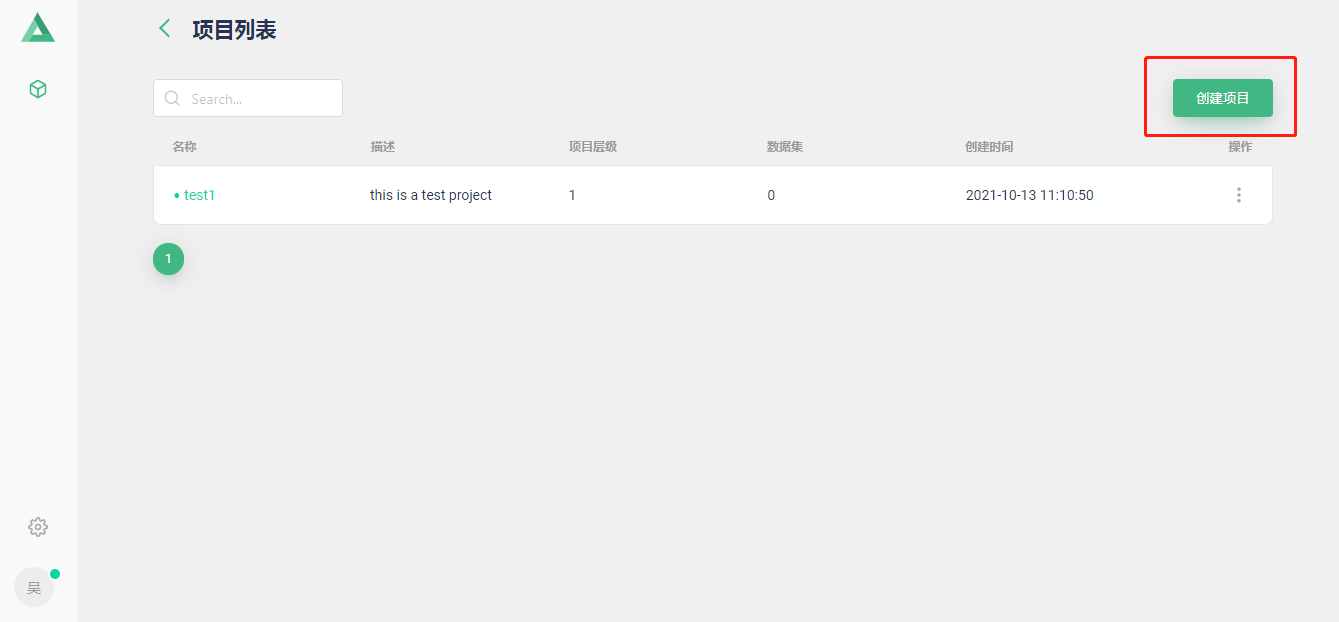 项目列表
Search...
创建项目
名称 描述 项目层级 数据集 创建时间 操作
test1 this is a test project 1 0 2021-10-13 11:10:50
1
吴